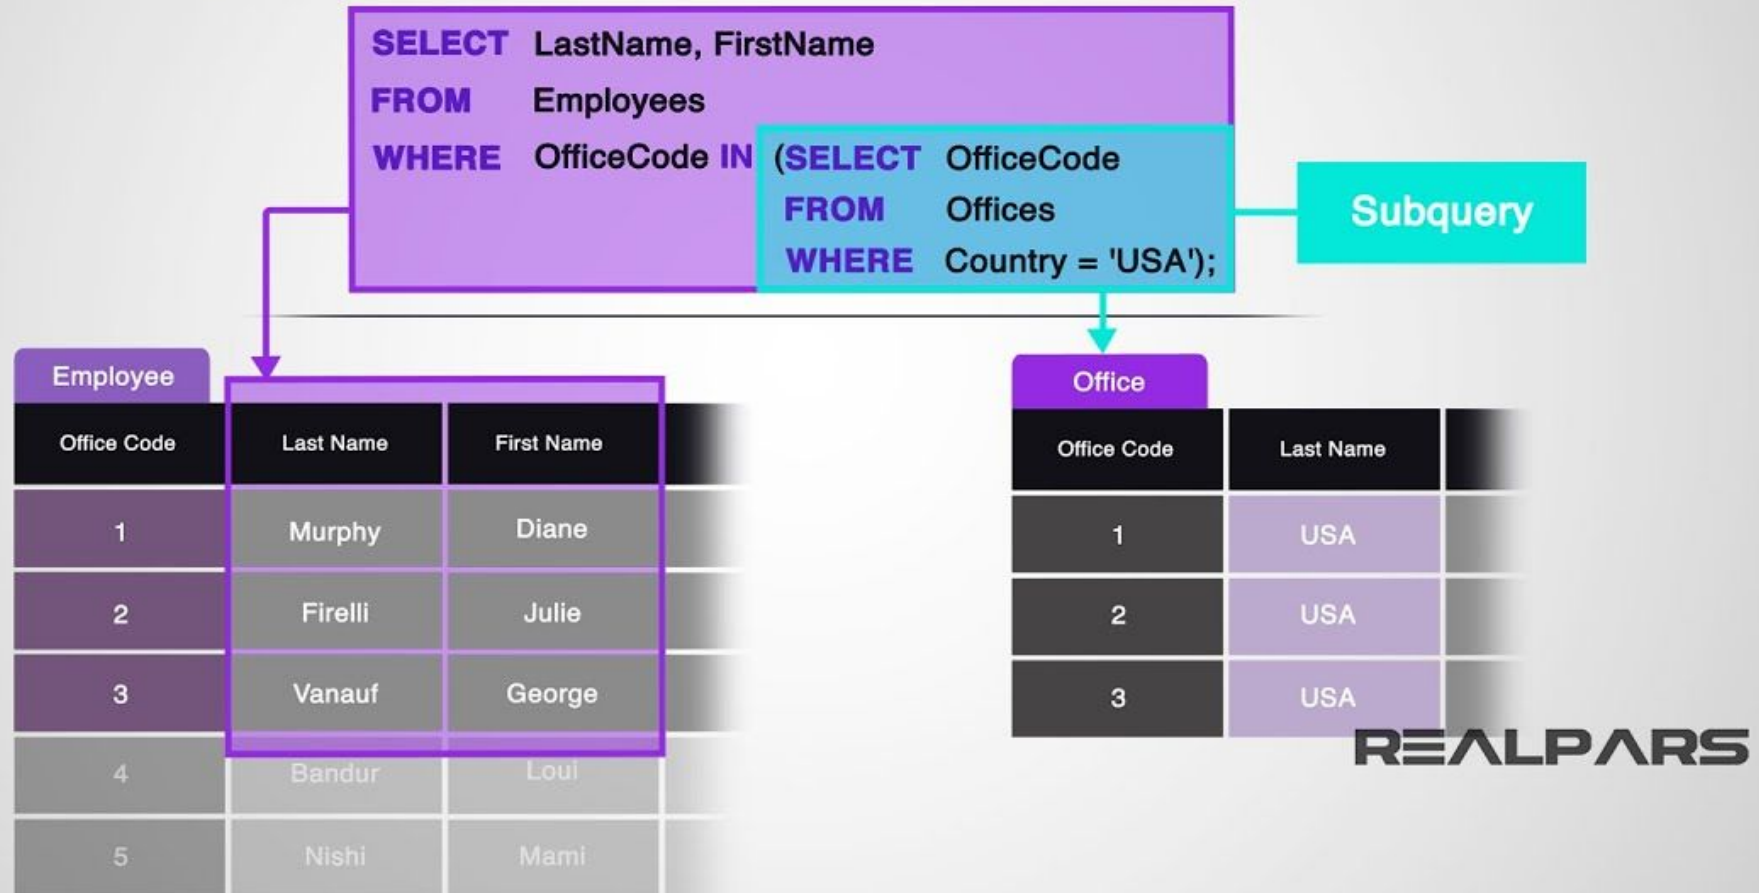 SELECT LastName, FirstName
FROM Employees
WHERE OfficeCode IN (SELECT OfficeCode
FROM Offices
WHERE Country = 'USA');
Subquery
Employee
Office Code Last Name First Name
1 Murphy Diane
2 Firelli Julie
3 Vanauf George
4 Bandur Loui
5 Nishi Mami
Office
Office Code Last Name
1 USA
2 USA
3 USA
REALPARS